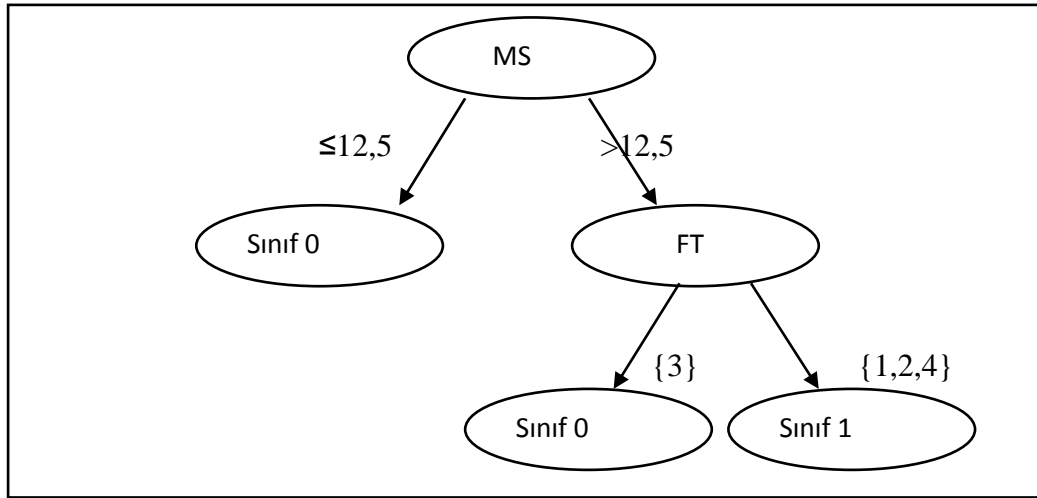 MS
≤12,5
>12,5
Sınıf 0
FT
{3}
{1,2,4}
Sınıf 0
Sınıf 1